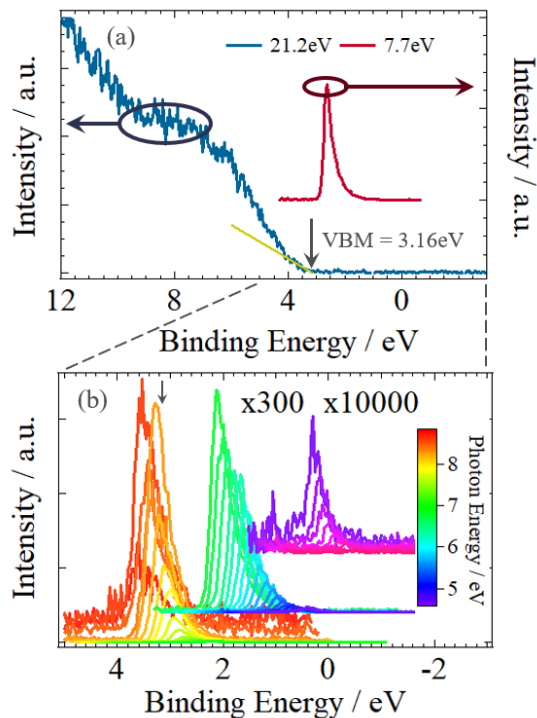 (a)
21.2eV
7.7eV
Intensity / a.u.
Intensity / a.u.
VBM = 3.16eV
12
8
4
0
Binding Energy / eV
(b)
x300
x10000
Intensity / a.u.
Photon Energy / eV
8
7
6
5
4
2
0
-2
Binding Energy / eV